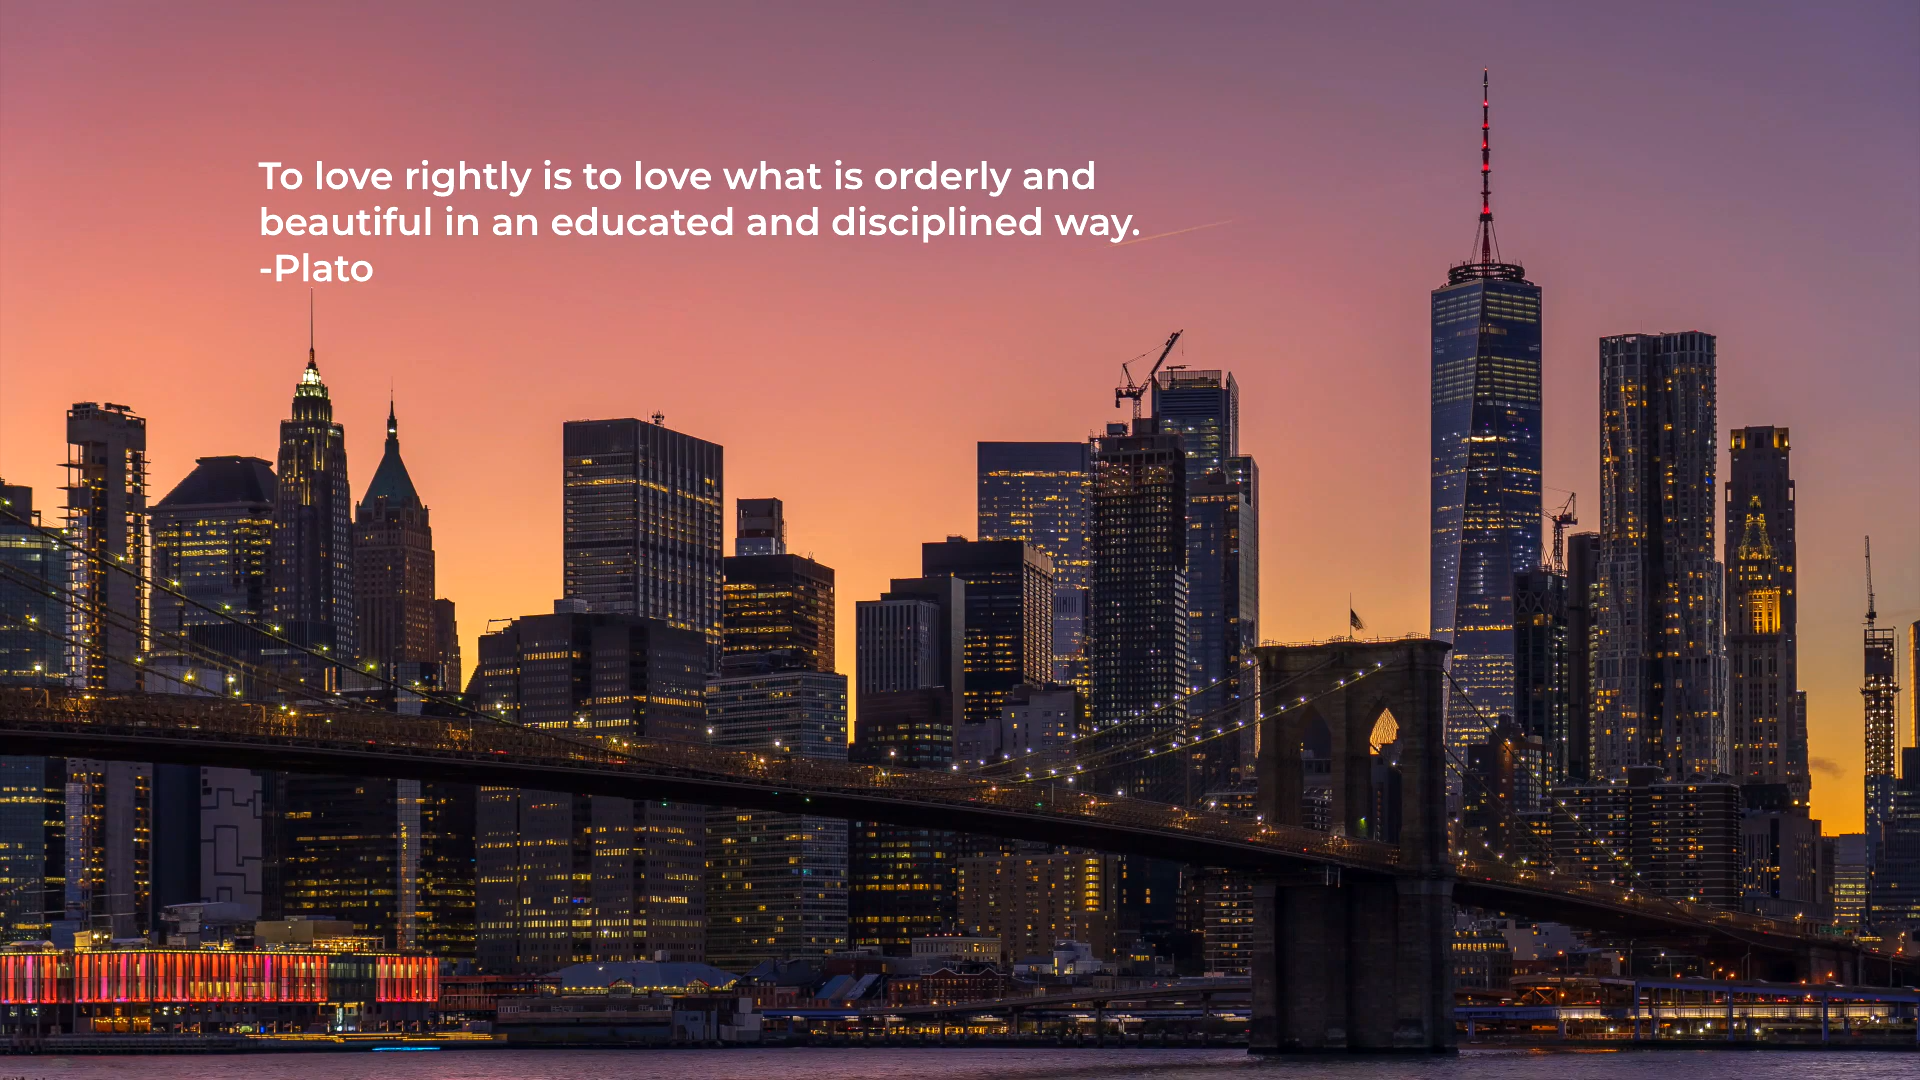 To love rightly is to love what is orderly and
beautiful in an educated and disciplined way.
-Plato